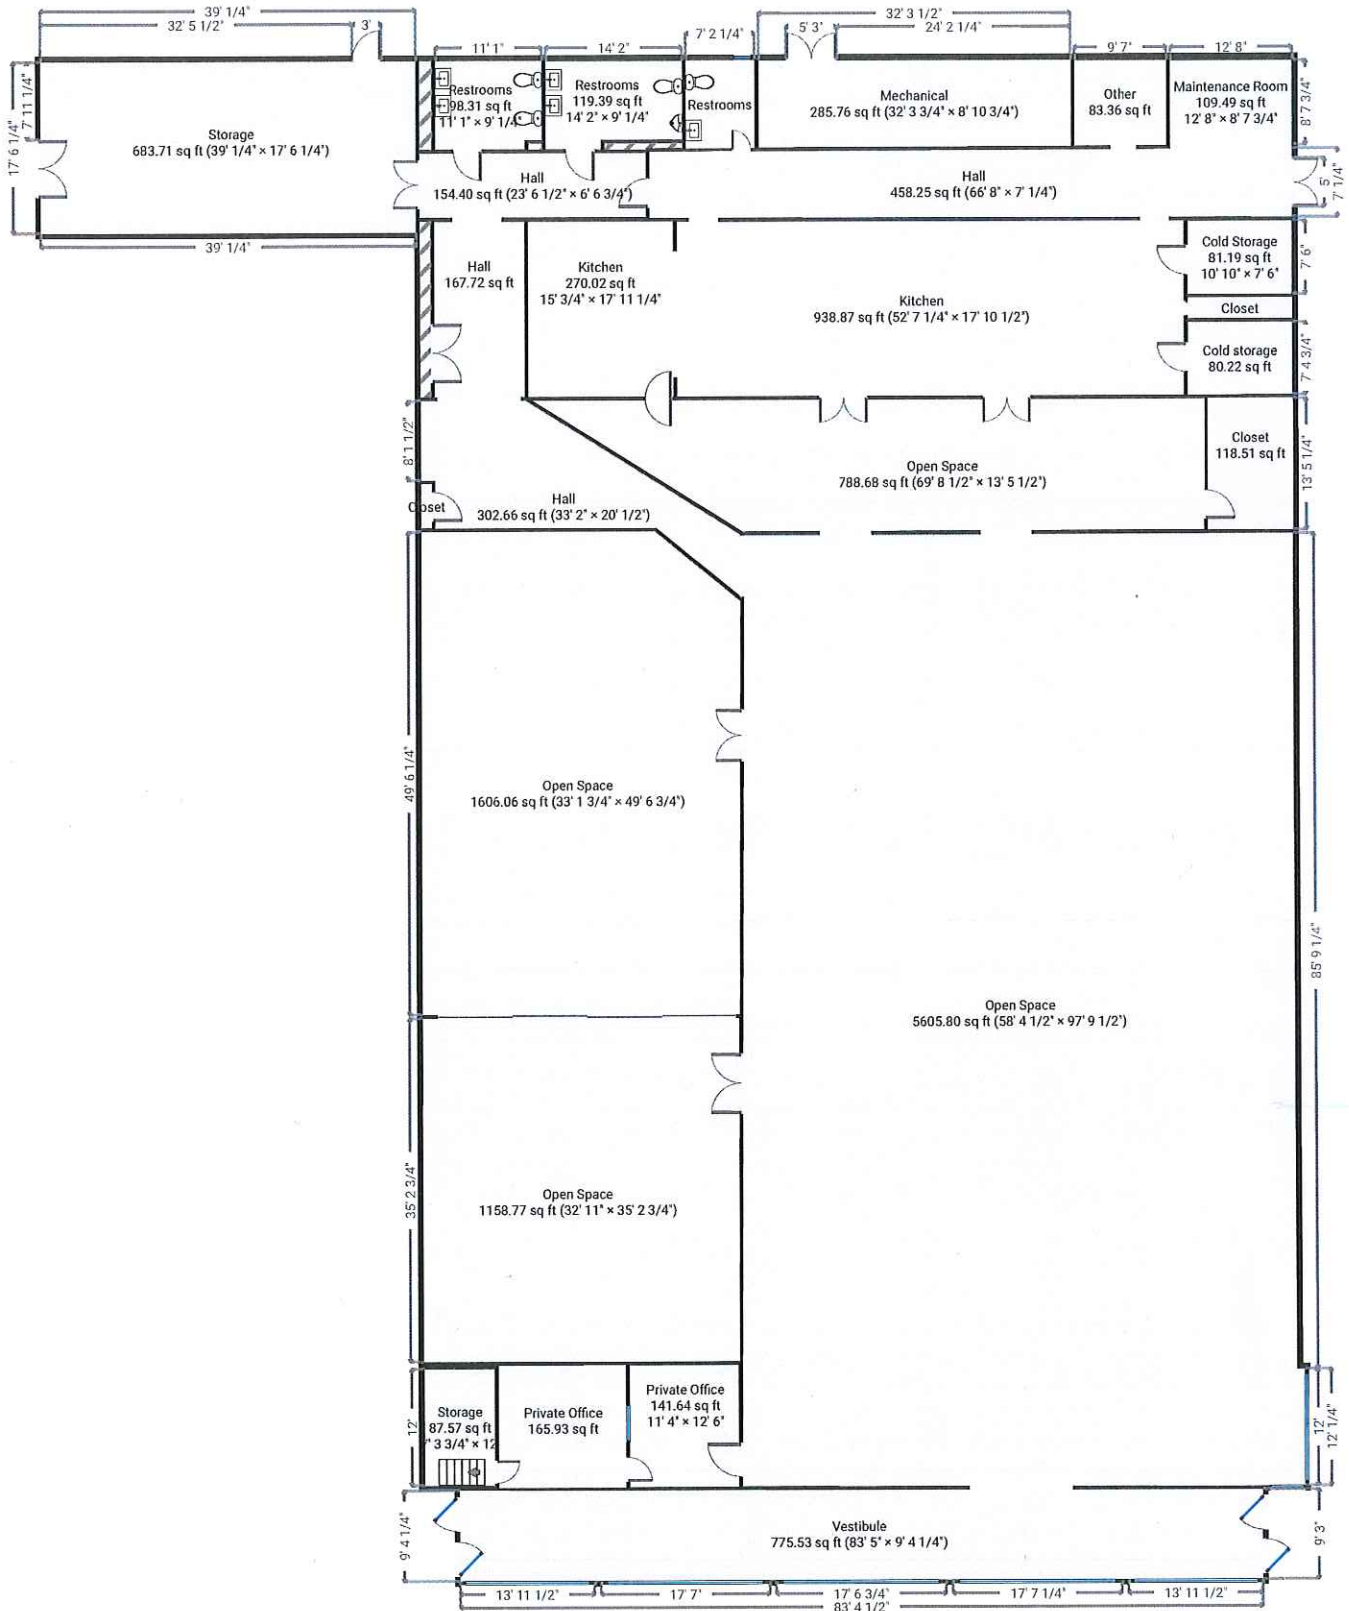 39' 1/4"
32' 5 1/2"
3'
11' 1"
14' 2"
7' 2 1/4"
32' 3 1/2"
5' 3"
24' 2 1/4"
9' 7"
12' 8"
17' 6 1/4"
7' 11 1/4"
Storage
683.71 sq ft (39' 1/4" × 17' 6 1/4")
39' 1/4"
Restrooms
98.31 sq ft
11' 1" × 9' 1/4"
Restrooms
119.39 sq ft
14' 2" × 9' 1/4"
Restrooms
Mechanical
285.76 sq ft (32' 3 3/4" × 8' 10 3/4")
Other
83.36 sq ft
Maintenance Room
109.49 sq ft
12' 8" × 8' 7 3/4"
8' 7 3/4"
Hall
154.40 sq ft (23' 6 1/2" × 6' 6 3/4")
Hall
458.25 sq ft (66' 8" × 7' 1/4")
5'
7' 1/4"
Hall
167.72 sq ft
Kitchen
270.02 sq ft
15' 3/4" × 17' 11 1/4"
Kitchen
938.87 sq ft (52' 7 1/4" × 17' 10 1/2")
Cold Storage
81.19 sq ft
10' 10" × 7' 6"
7' 6"
Closet
Cold storage
80.22 sq ft
7' 4 3/4"
8' 1 1/2"
Closet
Hall
302.66 sq ft (33' 2" × 20' 1/2")
Open Space
788.68 sq ft (69' 8 1/2" × 13' 5 1/2")
Closet
118.51 sq ft
13' 5 1/4"
49' 6 1/4"
Open Space
1606.06 sq ft (33' 1 3/4" × 49' 6 3/4")
85' 9 1/4"
Open Space
5605.80 sq ft (58' 4 1/2" × 97' 9 1/2")
35' 2 3/4"
Open Space
1158.77 sq ft (32' 11" × 35' 2 3/4")
12'
Storage
87.57 sq ft
' 3 3/4" × 12
Private Office
165.93 sq ft
Private Office
141.64 sq ft
11' 4" × 12' 6"
12'
12' 1/4"
9' 4 1/4"
Vestibule
775.53 sq ft (83' 5" × 9' 4 1/4")
9' 3"
13' 11 1/2"
17' 7"
17' 6 3/4"
17' 7 1/4"
13' 11 1/2"
83' 4 1/2"